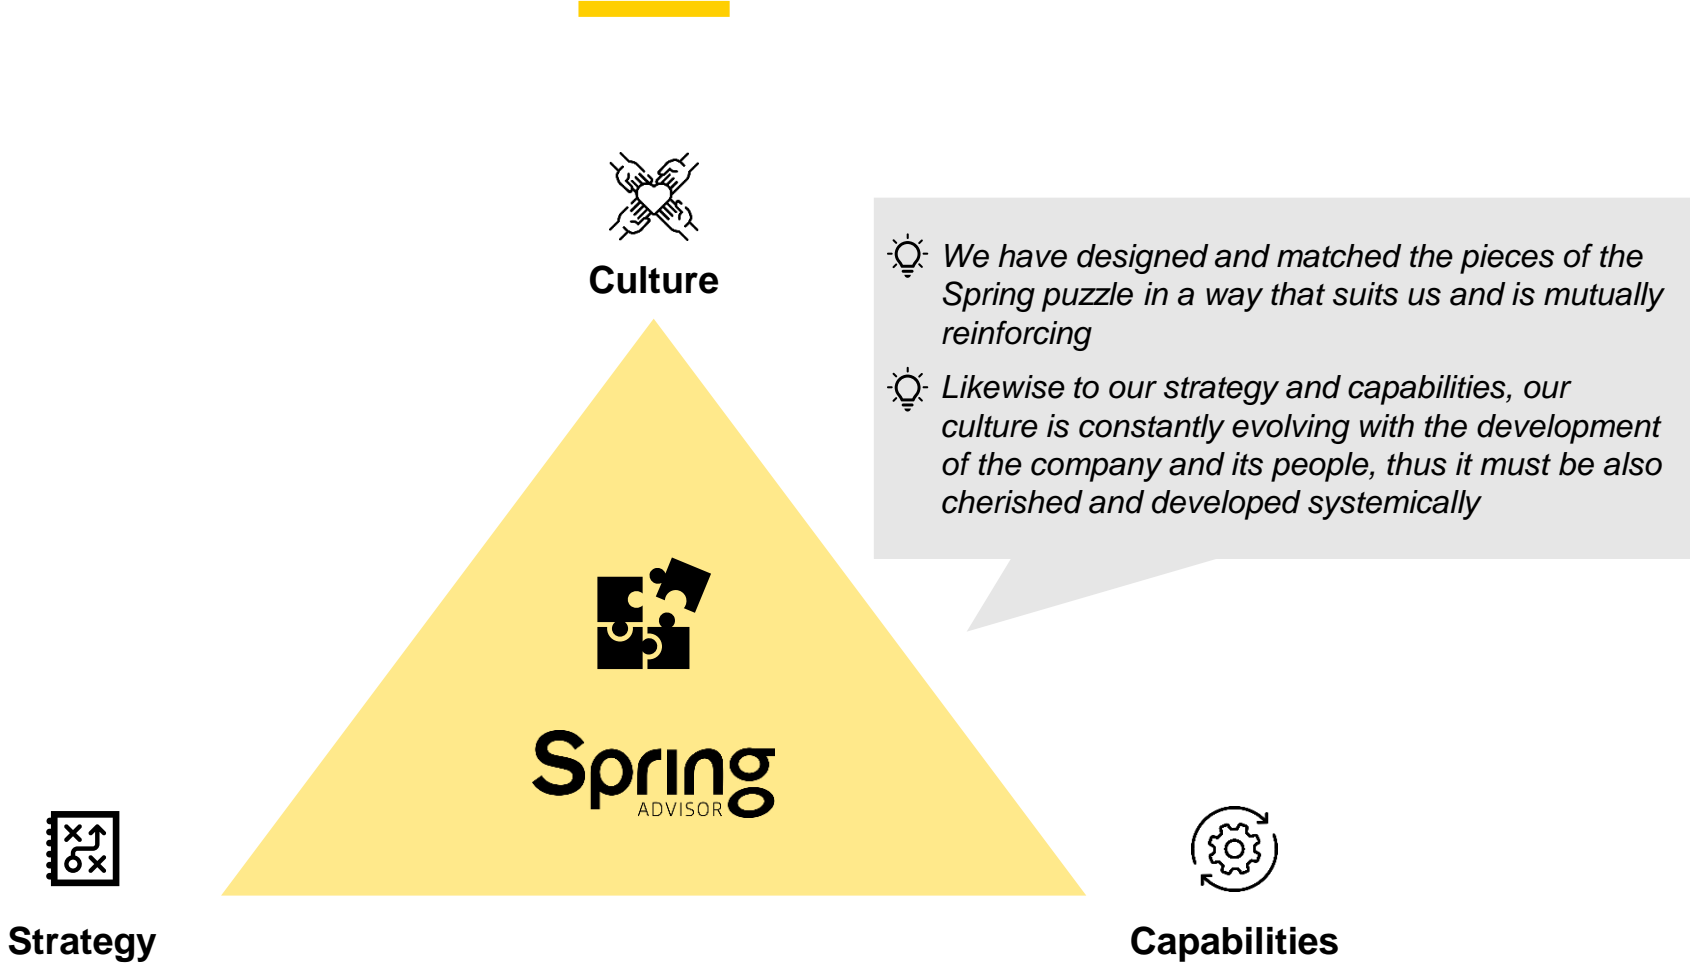 Culture
We have designed and matched the pieces of the
Spring puzzle in a way that suits us and is mutually
reinforcing
Likewise to our strategy and capabilities, our
culture is constantly evolving with the development
of the company and its people, thus it must be also
cherished and developed systemically
Spring
ADVISOR
Strategy
Capabilities